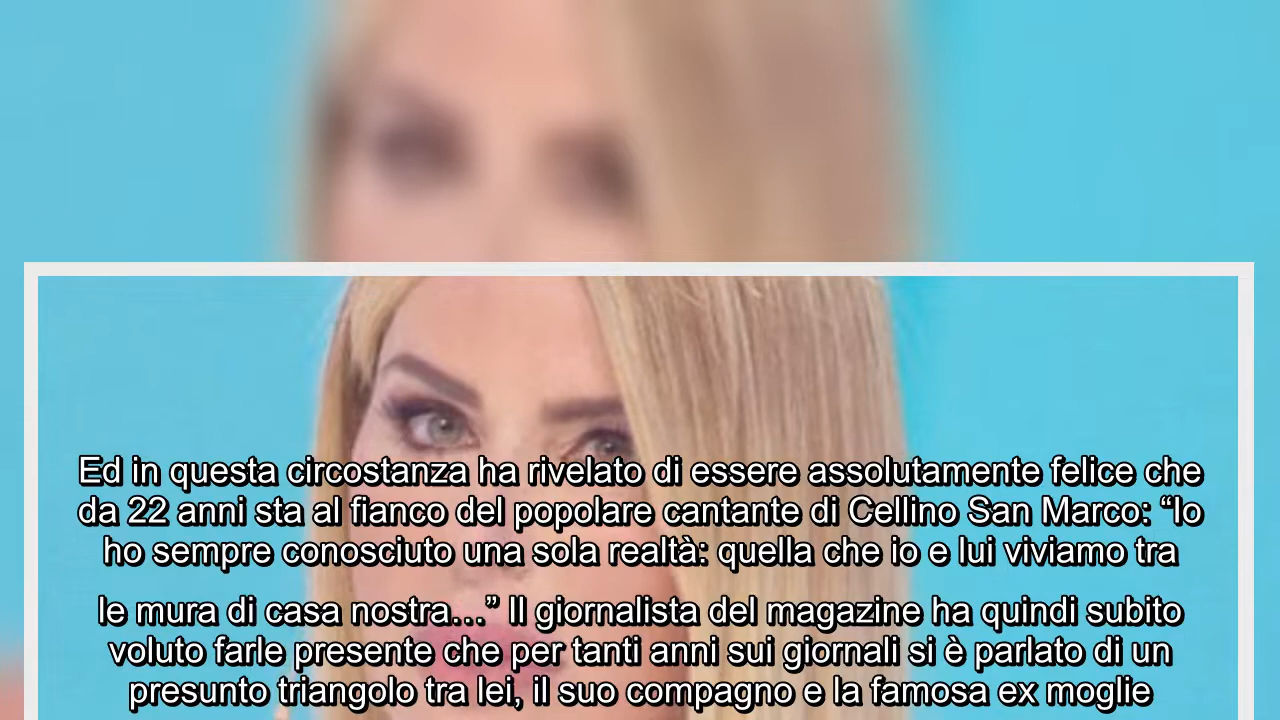 Ed in questa circostanza ha rivelato di essere assolutamente felice che
da 22 anni sta al fianco del popolare cantante di Cellino San Marco: “Io
ho sempre conosciuto una sola realtà: quella che io e lui viviamo tra
le mura di casa nostra…” Il giornalista del magazine ha quindi subito
voluto farle presente che per tanti anni sui giornali si è parlato di un
presunto triangolo tra lei, il suo compagno e la famosa ex moglie